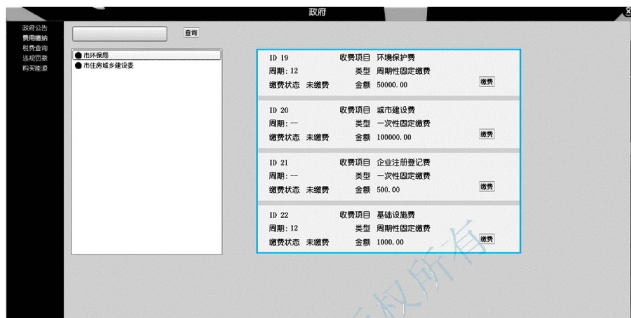 政府
政府公告
费用缴纳
税费查询
违规罚款
购买能源
查询
市环保局
市住房城乡建设委
ID 19 收费项目 环境保护费
周期: 12 类型 周期性固定缴费
缴费状态 未缴费 金额 50000.00 缴费
ID 20 收费项目 城市建设费
周期: -- 类型 一次性固定缴费
缴费状态 未缴费 金额 100000.00 缴费
ID 21 收费项目 企业注册登记费
周期: -- 类型 一次性固定缴费
缴费状态 未缴费 金额 500.00 缴费
ID 22 收费项目 基础设施费
周期: 12 类型 周期性固定缴费
缴费状态 未缴费 金额 1000.00 缴费
版权所有